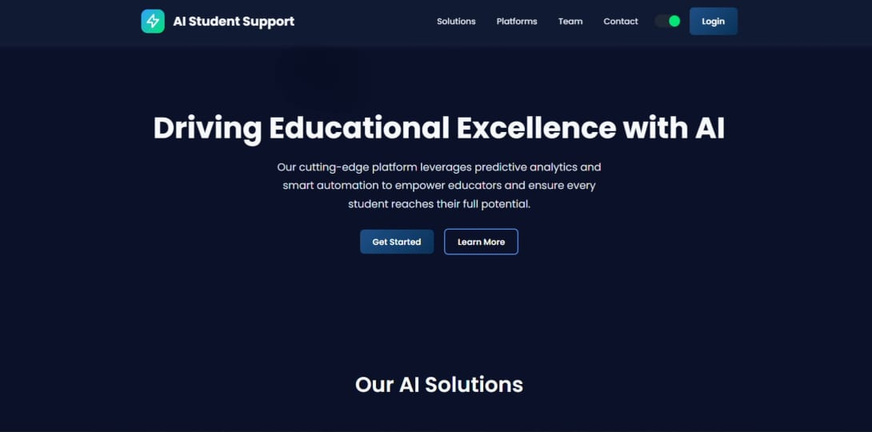 AI Student Support
Solutions
Platforms
Team
Contact
Login
Driving Educational Excellence with AI
Our cutting-edge platform leverages predictive analytics and
smart automation to empower educators and ensure every
student reaches their full potential.
Get Started
Learn More
Our AI Solutions